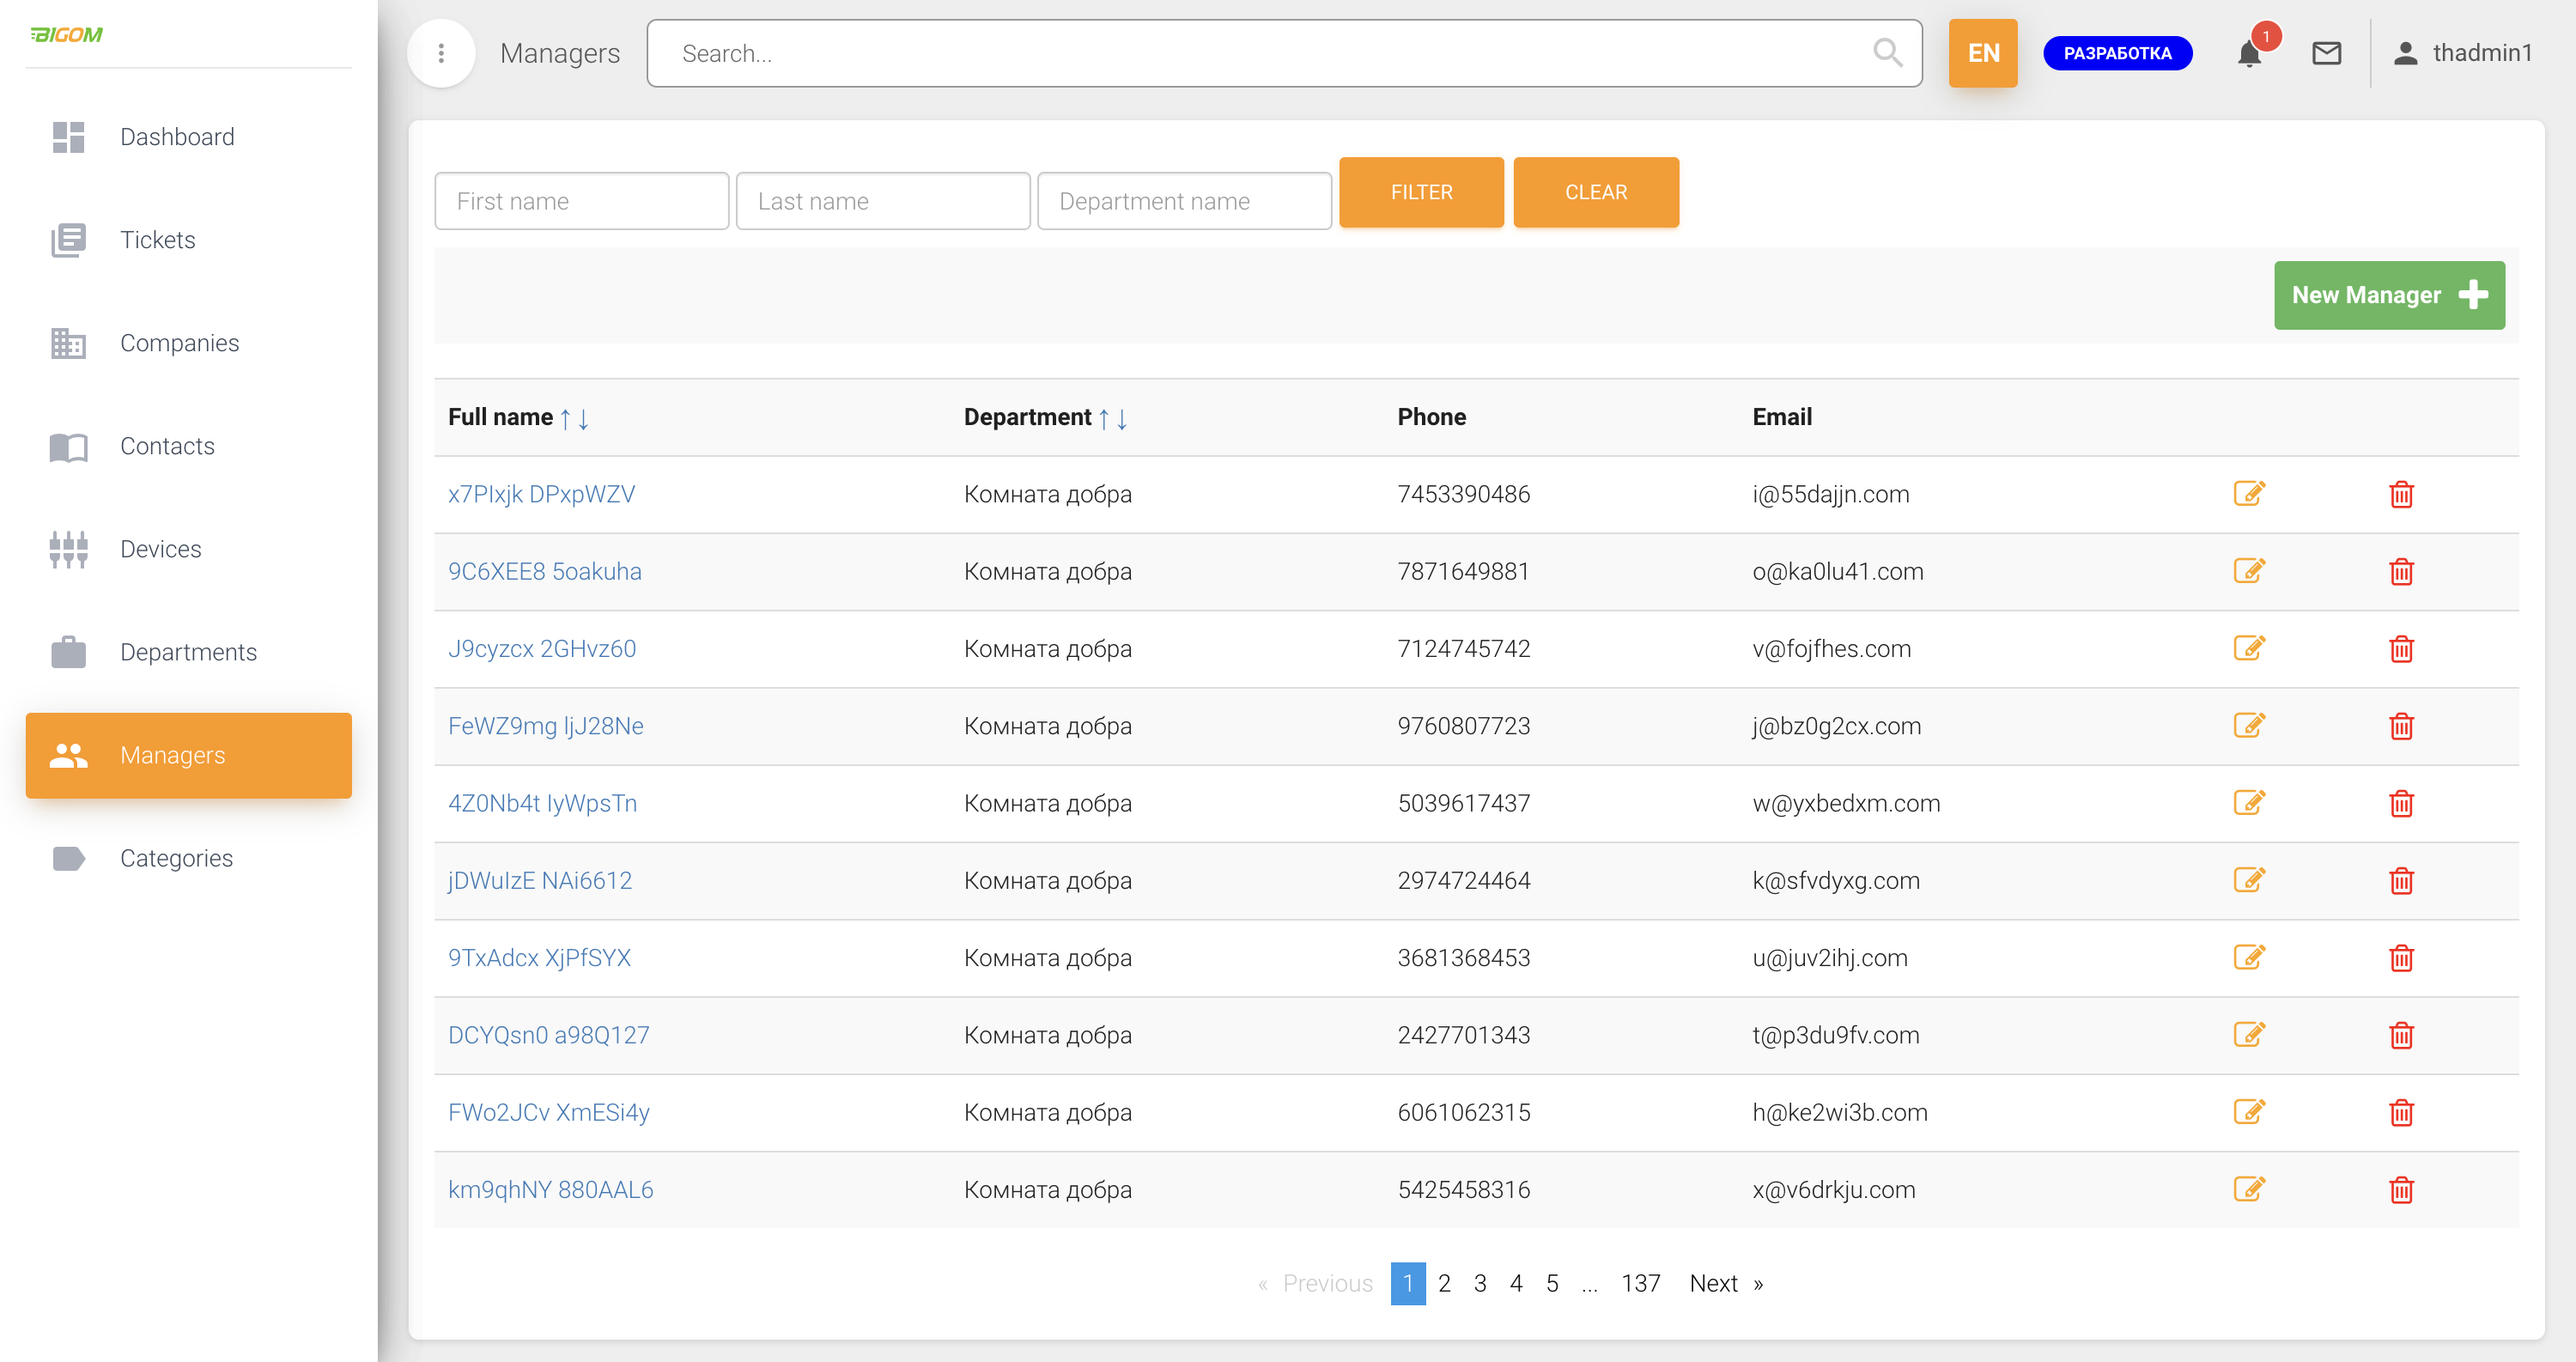 BIGOM
Dashboard
Tickets
Companies
Contacts
Devices
Departments
Managers
Categories
Managers
Search...
EN
РАЗРАБОТКА
1
thadmin1
First name
Last name
Department name
FILTER
CLEAR
New Manager
Full name ↑↓ Department ↑↓ Phone Email
x7PIxjk DPxpWZV Комната добра 7453390486 i@55dajjn.com
9C6XEE8 5oakuha Комната добра 7871649881 o@ka0lu41.com
J9cyzcx 2GHvz60 Комната добра 7124745742 v@fojfhes.com
FeWZ9mg ljJ28Ne Комната добра 9760807723 j@bz0g2cx.com
4Z0Nb4t IyWpsTn Комната добра 5039617437 w@yxbedxm.com
jDWuIzE NAi6612 Комната добра 2974724464 k@sfvdyxg.com
9TxAdcx XjPfSYX Комната добра 3681368453 u@juv2ihj.com
DCYQsn0 a98Q127 Комната добра 2427701343 t@p3du9fv.com
FWo2JCv XmESi4y Комната добра 6061062315 h@ke2wi3b.com
km9qhNY 880AAL6 Комната добра 5425458316 x@v6drkju.com
« Previous 1 2 3 4 5 ... 137 Next »